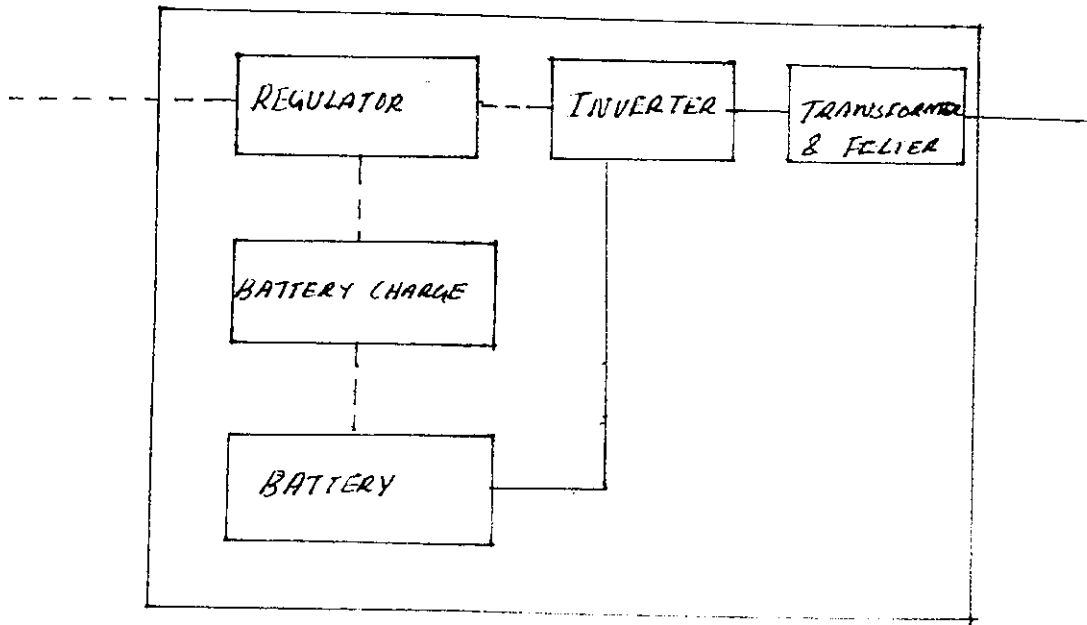 REGULATOR
INVERTER
TRANSFORMER
& FILTER
BATTERY CHARGE
BATTERY